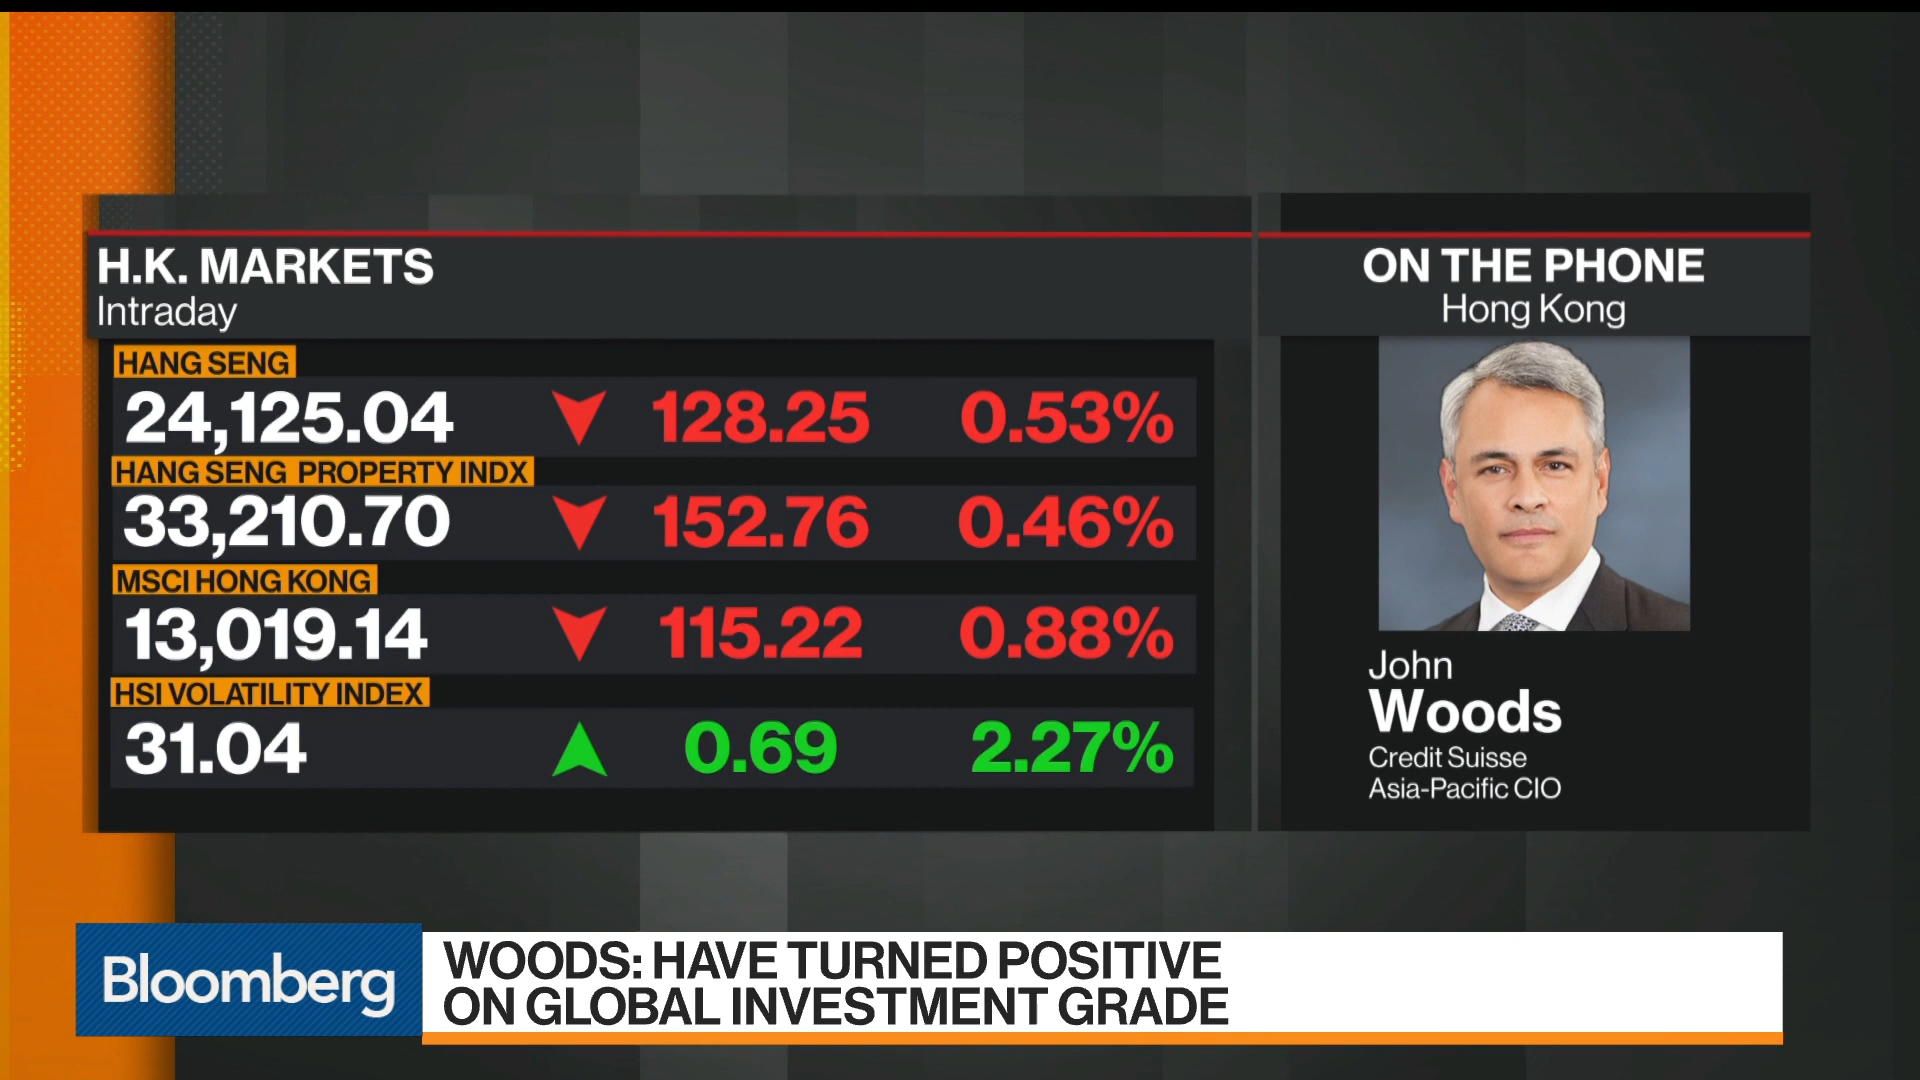 H.K. MARKETS
Intraday
HANG SENG
24,125.04 ▼ 128.25 0.53%
HANG SENG PROPERTY INDX
33,210.70 ▼ 152.76 0.46%
MSCI HONG KONG
13,019.14 ▼ 115.22 0.88%
HSI VOLATILITY INDEX
31.04 ▲ 0.69 2.27%
ON THE PHONE
Hong Kong
John
Woods
Credit Suisse
Asia-Pacific CIO
Bloomberg
WOODS: HAVE TURNED POSITIVE
ON GLOBAL INVESTMENT GRADE